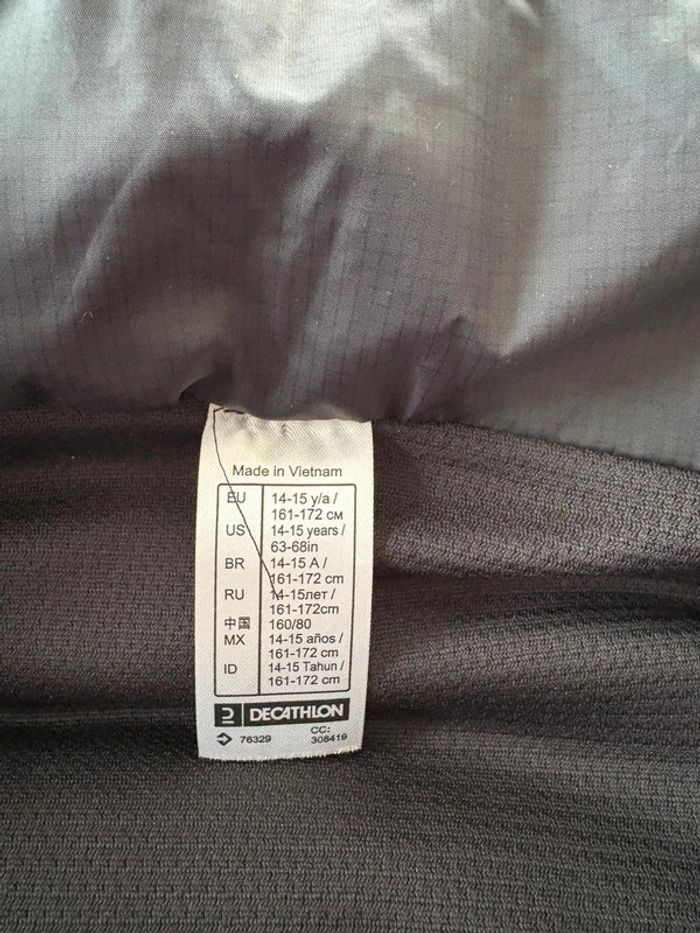 Made in Vietnam
EU 14-15 y/a /
161-172 см
US 14-15 years /
63-68in
BR 14-15 A /
161-172 cm
RU 14-15лет /
161-172cm
中国 160/80
MX 14-15 años /
161-172 cm
ID 14-15 Tahun /
161-172 cm
DECATHLON
76329 CC:
308419